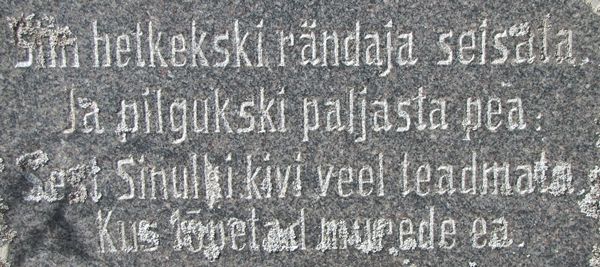 Siin hetkekski rändaja seisata.
Ja pilgukski paljasta pea:
Sest Sinulgi kivi veel teadmata,
Kus lõpetad murede ea.